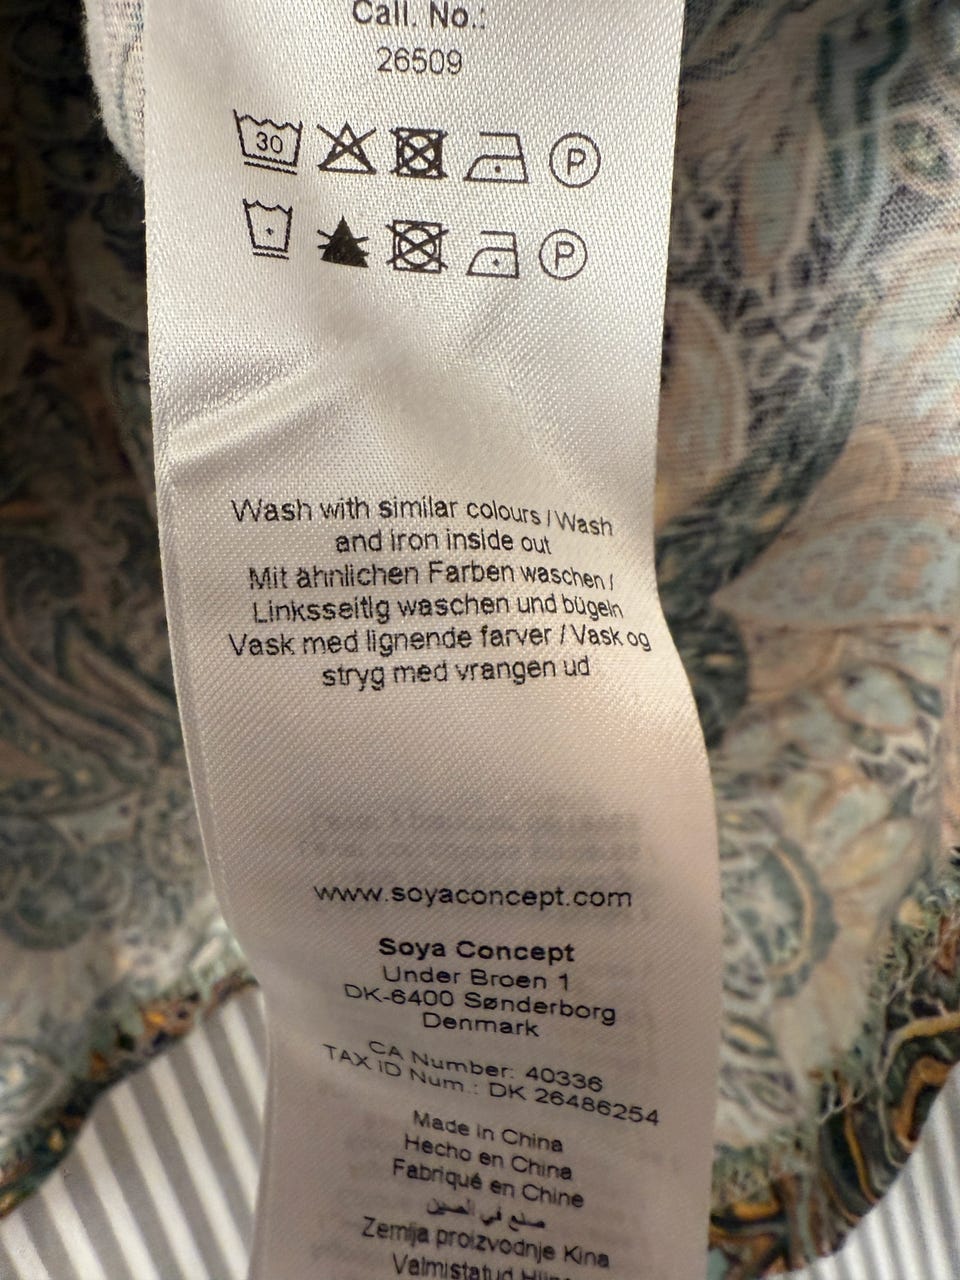 Call. No.:
26509
30
P
P
Wash with similar colours / Wash
and iron inside out
Mit ähnlichen Farben waschen /
Linksseitig waschen und bügeln
Vask med lignende farver / Vask og
stryg med vrangen ud
www.soyaconcept.com
Soya Concept
Under Broen 1
DK-6400 Sønderborg
Denmark
CA Number: 40336
TAX ID Num.: DK 26486254
Made in China
Hecho en China
Fabriqué en Chine
صنع في الصين
Zemlja proizvodnje Kina
Valmistatud